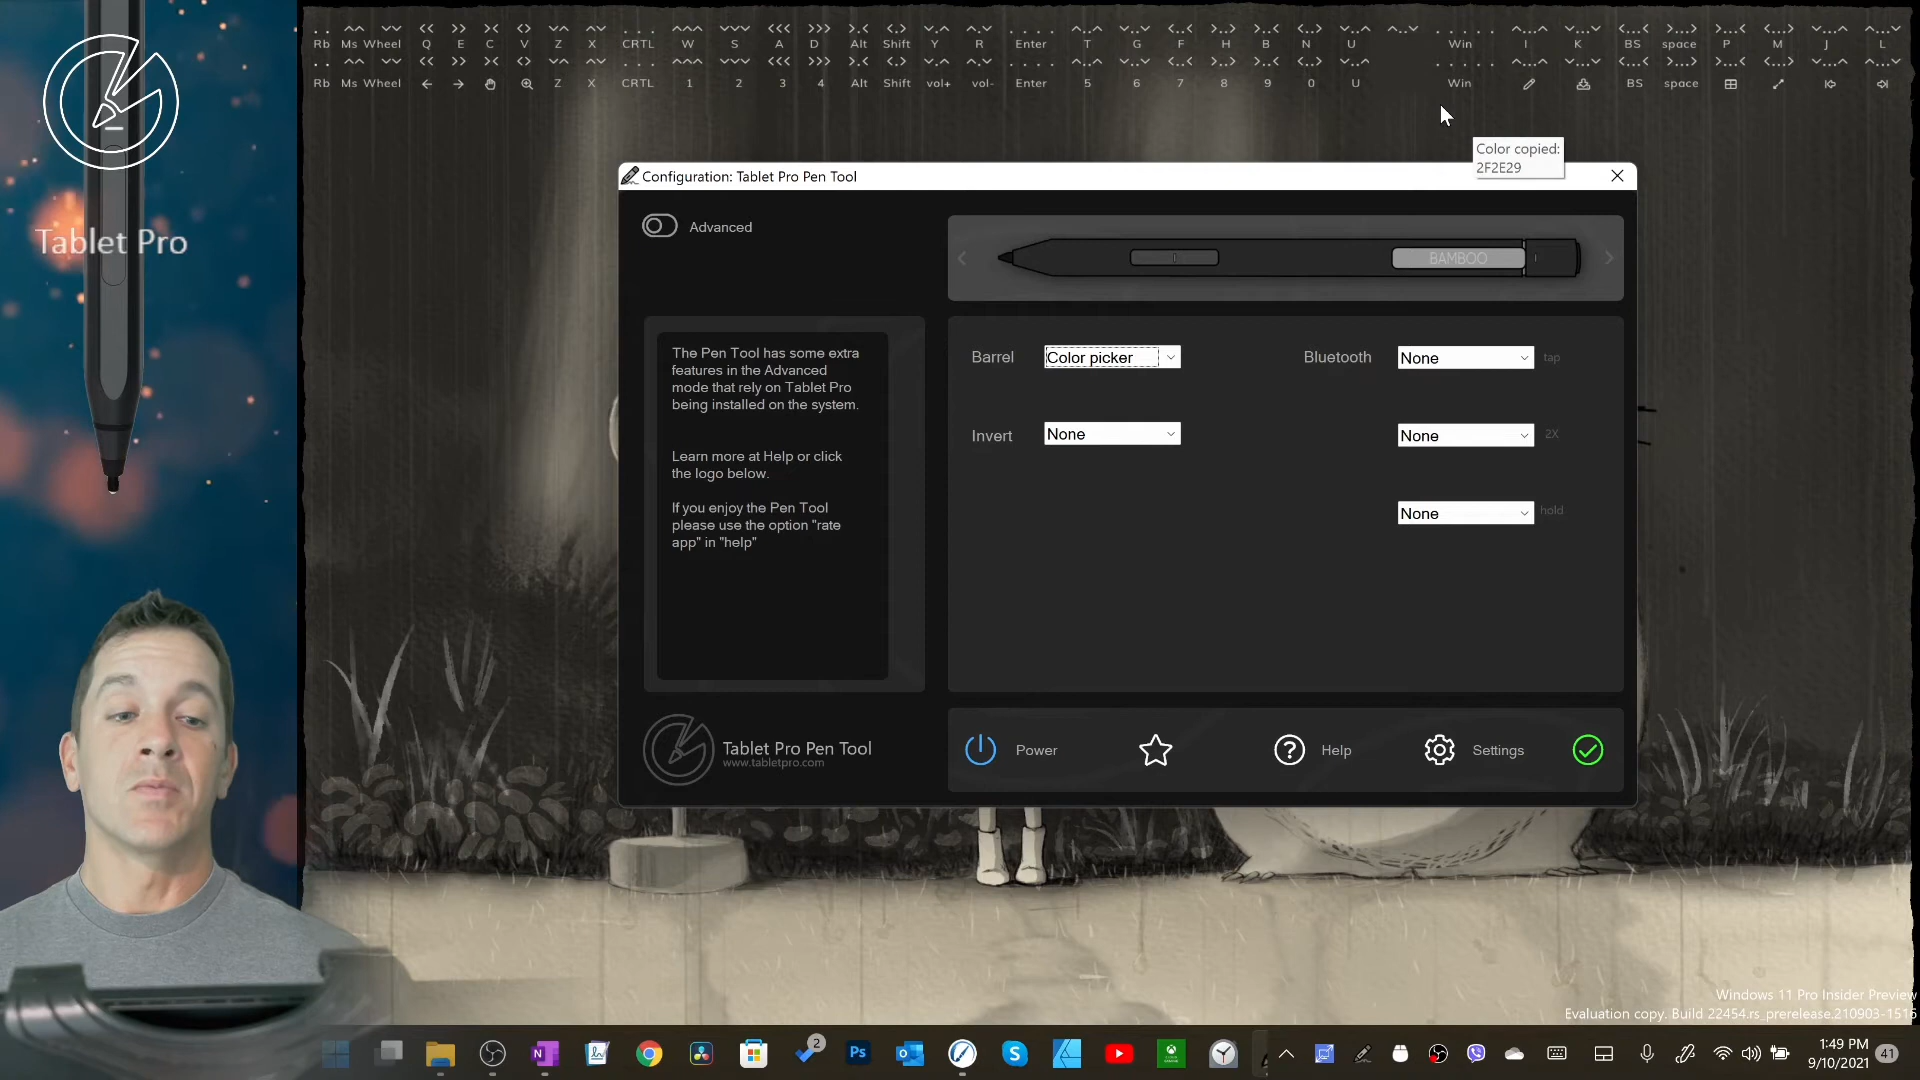 Rb Ms Wheel Q E C V Z X CRTL W S A D Alt Shift Y R Enter T G F H B N U Win I K BS space P M J L
Rb Ms Wheel Z X CRTL 1 2 3 4 Alt Shift vol+ vol- Enter 5 6 7 8 9 0 U Win BS space
Color copied:
2F2E29
Tablet Pro
Configuration: Tablet Pro Pen Tool
Advanced
BAMBOO
The Pen Tool has some extra
features in the Advanced
mode that rely on Tablet Pro
being installed on the system.
Learn more at Help or click
the logo below.
If you enjoy the Pen Tool
please use the option "rate
app" in "help"
Barrel Color picker
Invert None
Bluetooth None tap
None 2X
None hold
Tablet Pro Pen Tool
www.tabletpro.com
Power
Help
Settings
Windows 11 Pro Insider Preview
Evaluation copy. Build 22454.rs_prerelease.210903-1516
2
Ps
1:49 PM
9/10/2021
41